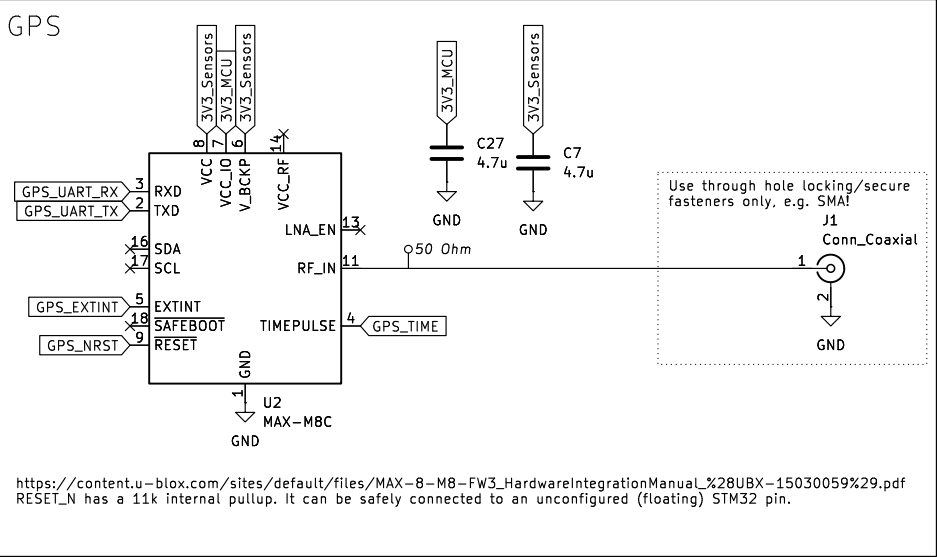 GPS
3V3_Sensors
3V3_MCU
3V3_Sensors
3V3_MCU
3V3_Sensors
8
7
6
14
VCC
VCC_IO
V_BCKP
VCC_RF
C27
4.7u
C7
4.7u
GND
GND
GPS_UART_RX
3
RXD
GPS_UART_TX
2
TXD
16
SDA
17
SCL
GPS_EXTINT
5
EXTINT
18
SAFEBOOT
GPS_NRST
9
RESET
LNA_EN
13
RF_IN
11
50 Ohm
TIMEPULSE
4
GPS_TIME
GND
1
GND
U2
MAX-M8C
Use through hole locking/secure
fasteners only, e.g. SMA!
J1
Conn_Coaxial
1
2
GND
https://content.u-blox.com/sites/default/files/MAX-8-M8-FW3_HardwareIntegrationManual_%28UBX-15030059%29.pdf
RESET_N has a 11k internal pullup. It can be safely connected to an unconfigured (floating) STM32 pin.